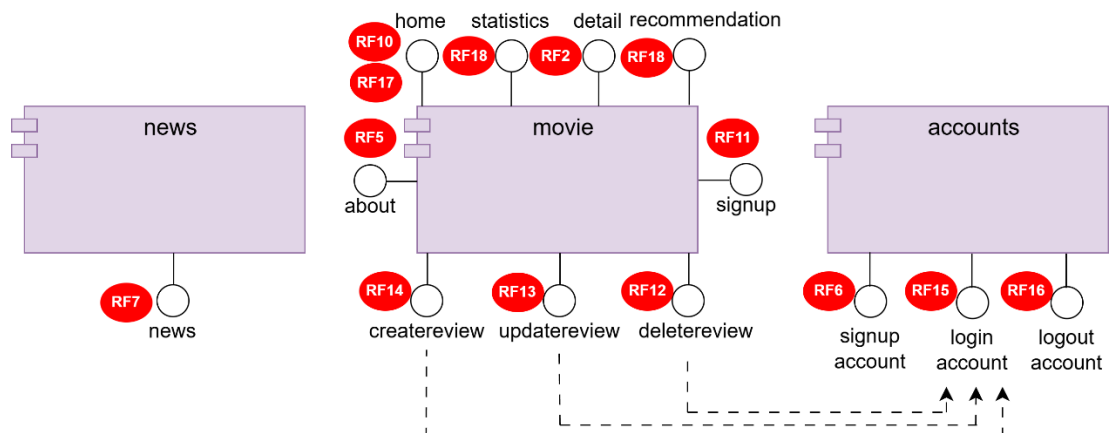 home
statistics
detail
recommendation
RF10
RF17
RF18
RF2
RF18
news
movie
accounts
RF5
RF11
about
signup
RF7
news
RF14
createreview
RF13
updatereview
RF12
deletereview
RF6
signup
account
RF15
login
account
RF16
logout
account